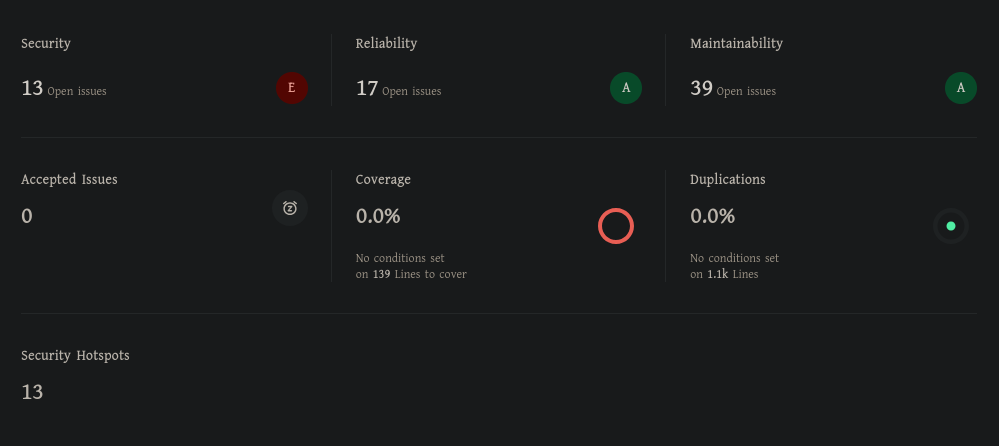 Security
13 Open issues
E
Reliability
17 Open issues
A
Maintainability
39 Open issues
A
Accepted Issues
0
Coverage
0.0%
No conditions set
on 139 Lines to cover
Duplications
0.0%
No conditions set
on 1.1k Lines
Security Hotspots
13